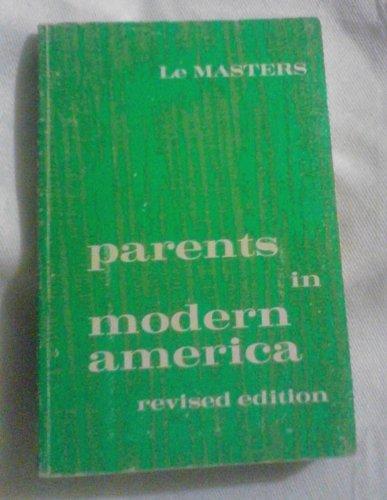 Le MASTERS
parents
in
modern
america
revised edition